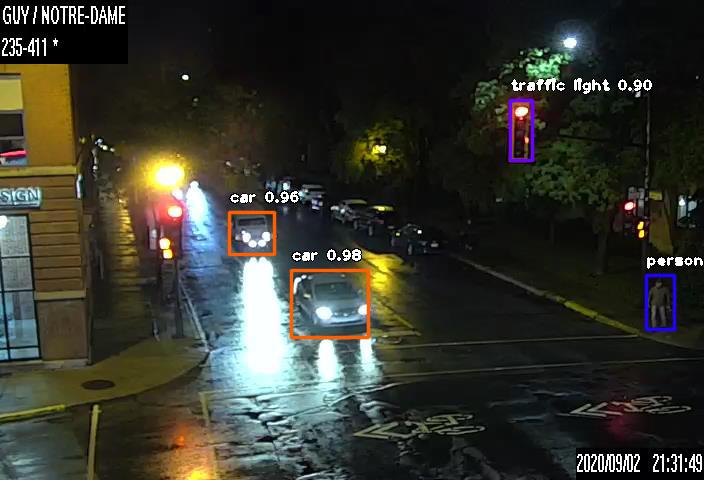 GUY / NOTRE-DAME
235-411 *
traffic light 0.90
SIGN
car 0.96
car 0.98
person
2020/09/02 21:31:49